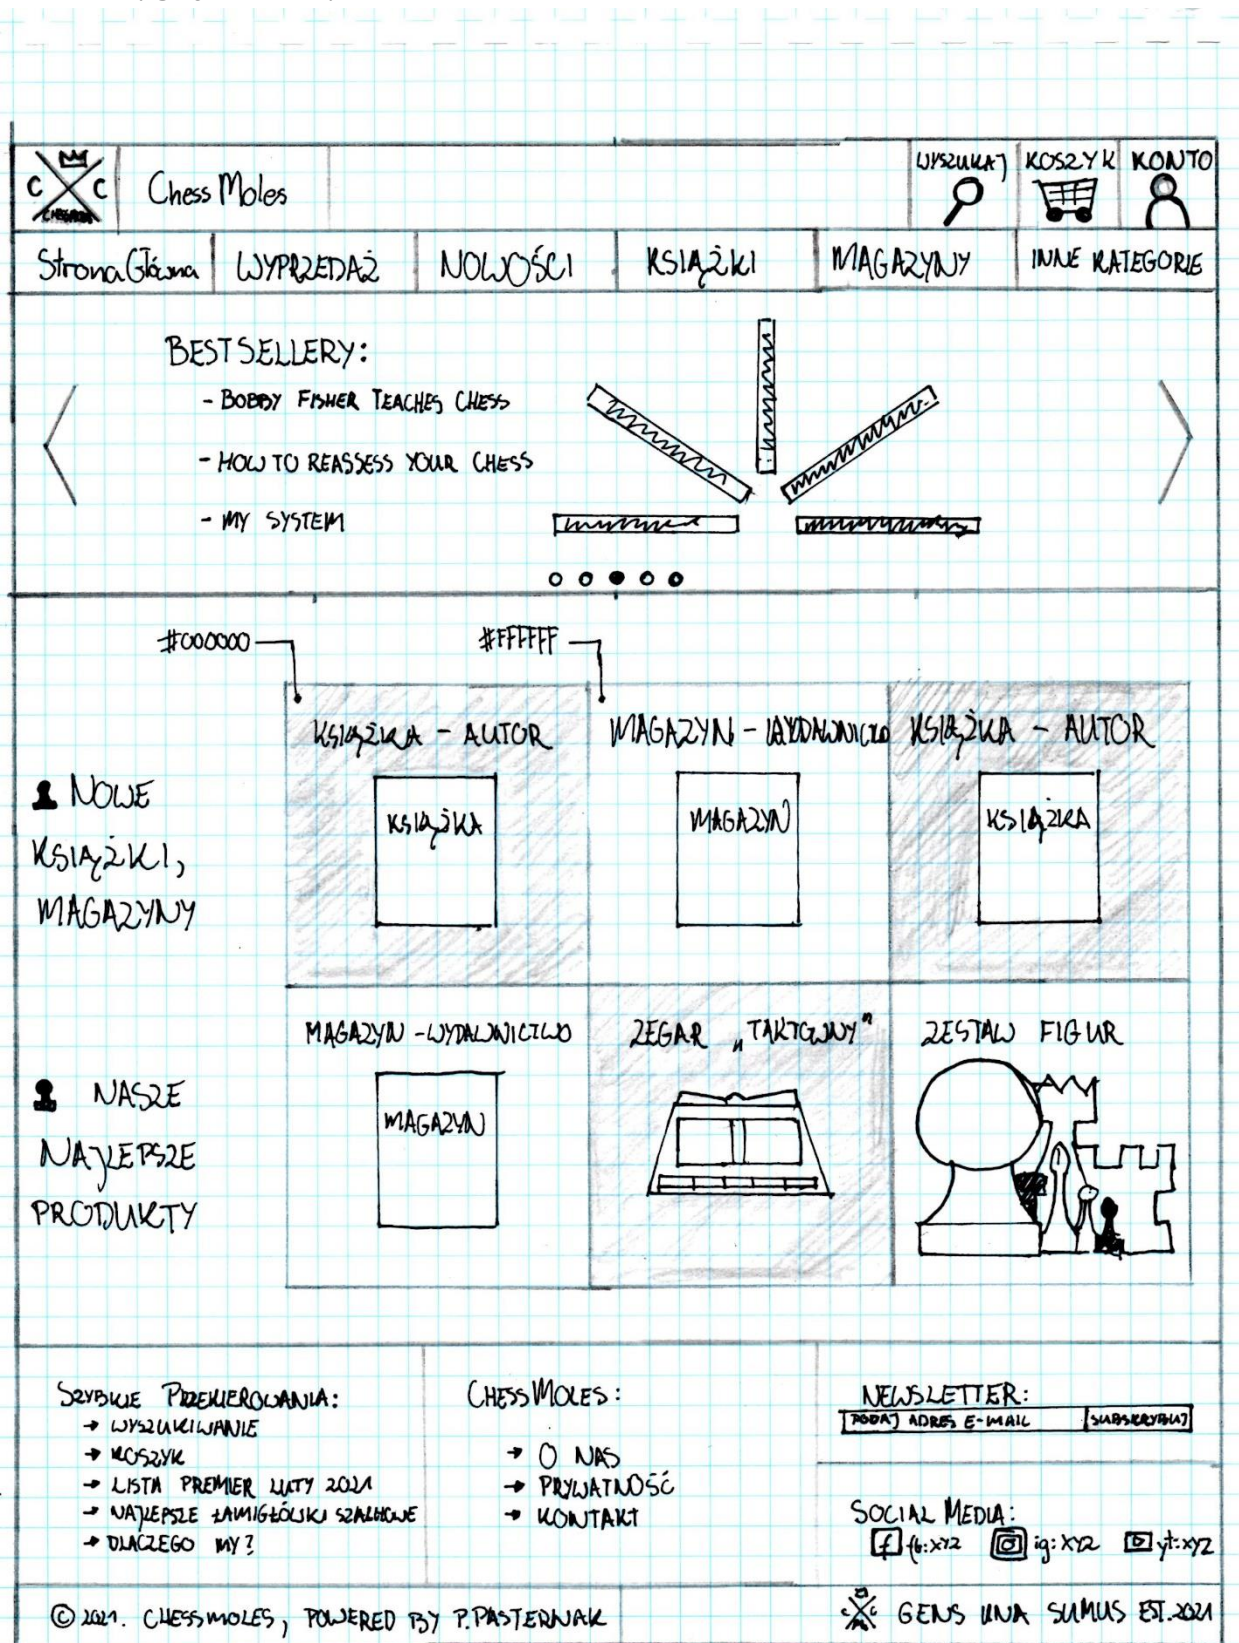 C C
Chess Moles
WYSZUKAJ
KOSZYK
KONTO
Strona Główna
WYPRZEDAŻ
NOWOŚCI
KSIĄŻKI
MAGAZYNY
INNE KATEGORIE
BESTSELLERY:
- BOBBY FISHER TEACHES CHESS
- HOW TO REASSESS YOUR CHESS
- MY SYSTEM
#000000
#FFFFFF
KSIĄŻKA - AUTOR
MAGAZYN - WYDAWNICTWO
KSIĄŻKA - AUTOR
NOWE
KSIĄŻKI,
MAGAZYNY
KSIĄŻKA
MAGAZYN
KSIĄŻKA
MAGAZYN - WYDAWNICTWO
ZEGAR „TAKTOWNY"
ZESTAW FIGUR
NASZE
NAJLEPSZE
PRODUKTY
MAGAZYN
SZYBKIE PRZEKIEROWANIA:
→ WYSZUKIWANIE
→ KOSZYK
→ LISTA PREMIER LUTY 2021
→ NAJLEPSZE ŁAMIGŁÓWKI SZACHOWE
→ DLACZEGO MY?
CHESSMOLES:
→ O NAS
→ PRYWATNOŚĆ
→ KONTAKT
NEWSLETTER:
PODAJ ADRES E-MAIL
SUBSKRYBUJ
SOCIAL MEDIA:
f fb:XYZ
ig:XYZ
yt:XYZ
© 2021. CHESSMOLES, POWERED BY P.PASTERNAK
C C GENS UNA SUMUS EST.2021